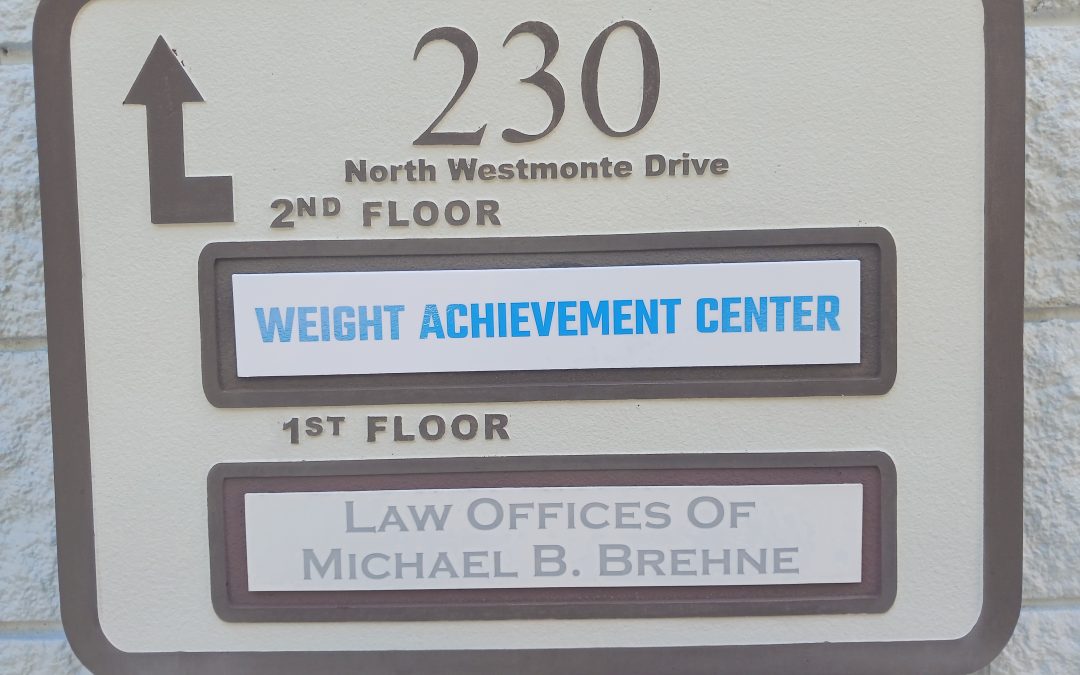 230
North Westmonte Drive
2ND FLOOR
WEIGHT ACHIEVEMENT CENTER
1ST FLOOR
LAW OFFICES OF
MICHAEL B. BREHNE